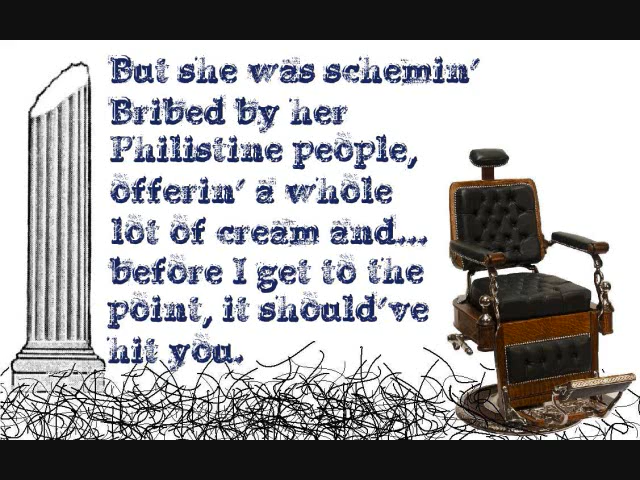 But she was schemin'
Bribed by her
Philistine people,
offerin' a whole
lot of cream and...
before I get to the
point, it should've
hit you.